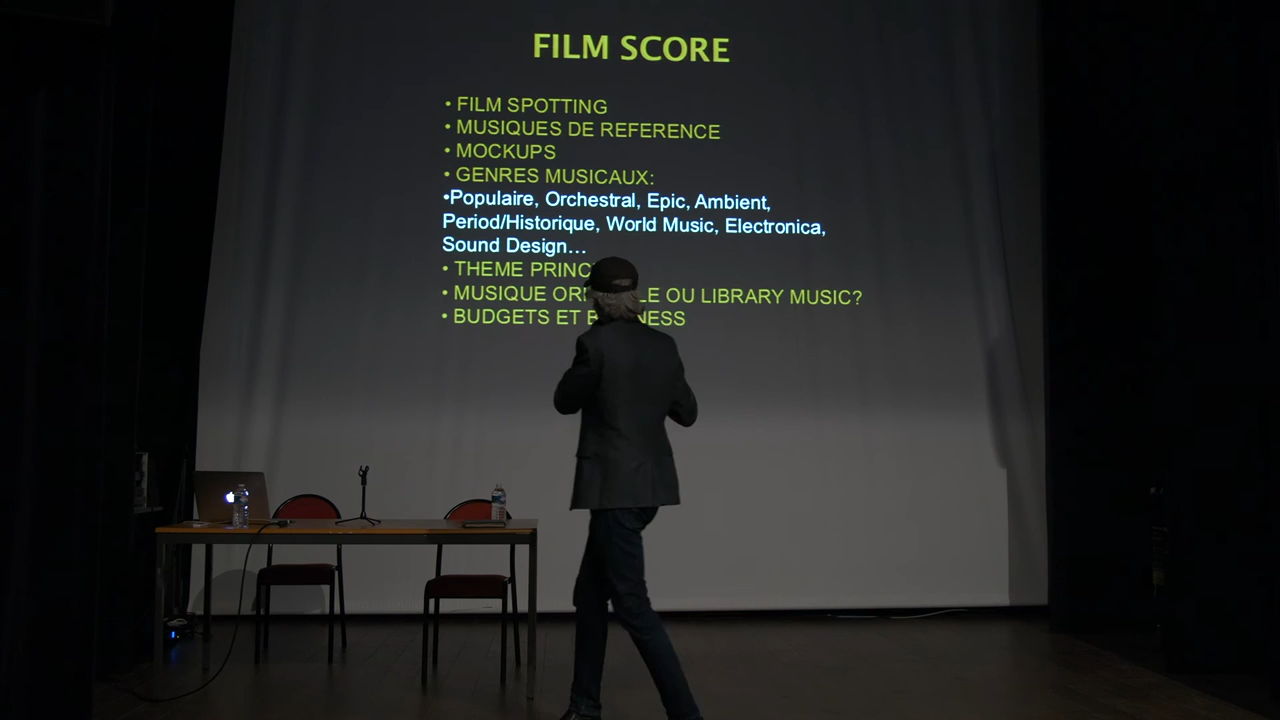 FILM SCORE
• FILM SPOTTING
• MUSIQUES DE REFERENCE
• MOCKUPS
• GENRES MUSICAUX:
•Populaire, Orchestral, Epic, Ambient,
Period/Historique, World Music, Electronica,
Sound Design…
• THEME
• MUSIQUE OU LIBRARY MUSIC?
• BUDGETS ET